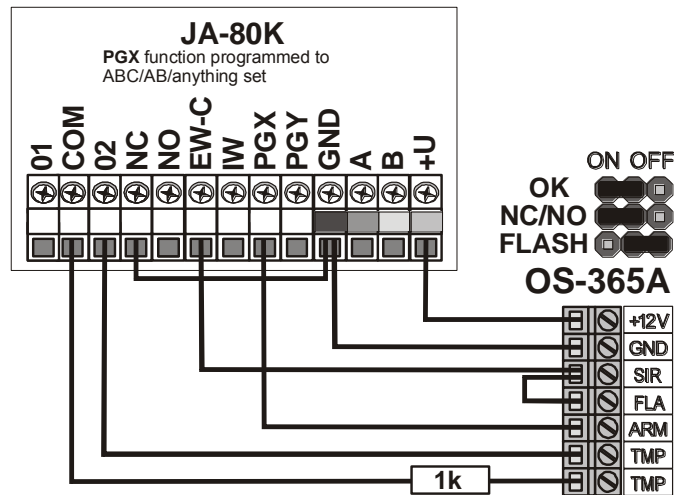 JA-80K
PGX function programmed to
ABC/AB/anything set
01
COM
02
NC
NO
EW-C
IW
PGX
PGY
GND
A
B
+U
ON OFF
OK
NC/NO
FLASH
OS-365A
+12V
GND
SIR
FLA
ARM
TMP
TMP
1k